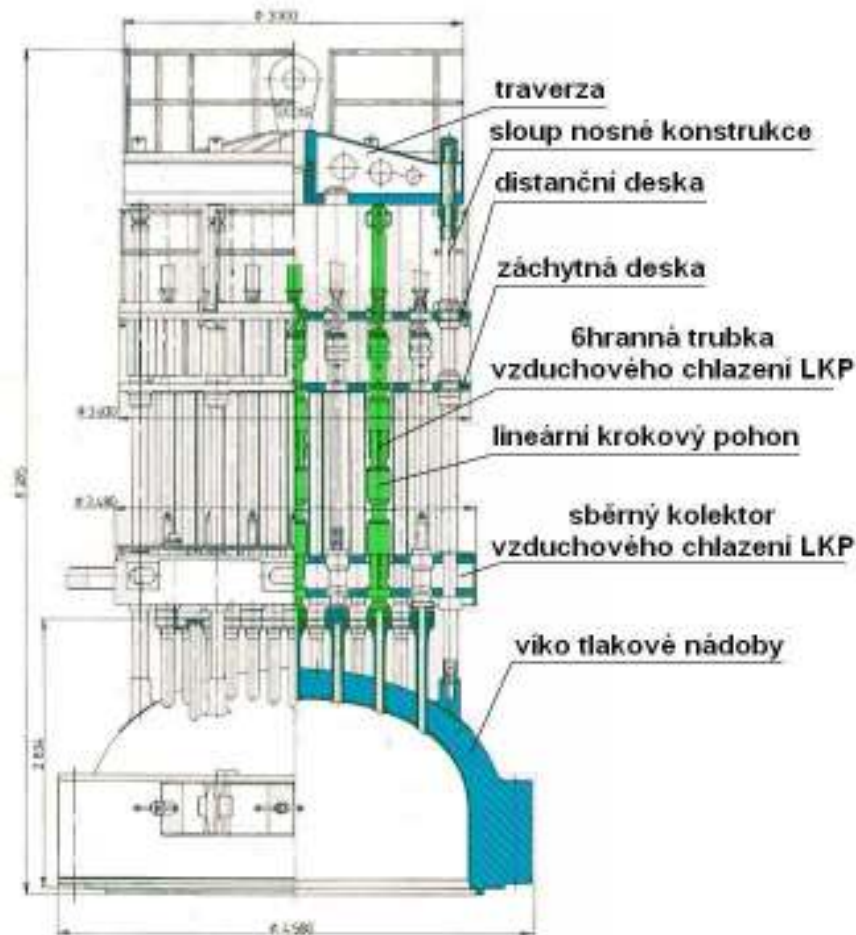 traverza
sloup nosné konstrukce
distanční deska
záchytná deska
6hranná trubka
vzduchového chlazení LKP
lineární krokový pohon
sběrný kolektor
vzduchového chlazení LKP
víko tlakové nádoby